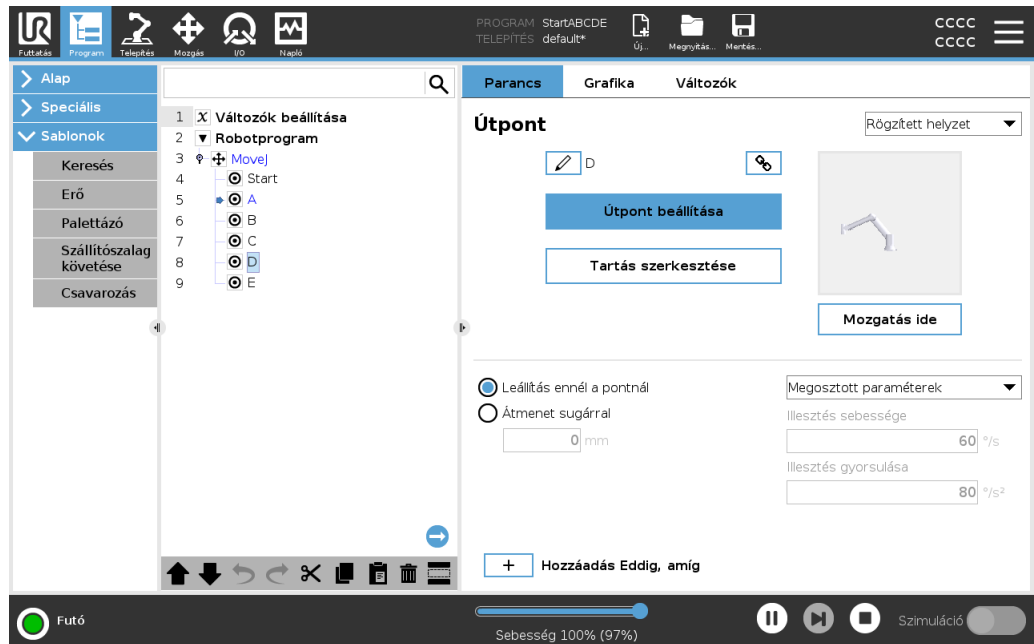 UR
Futtatás
Program
Telepítés
Mozgás
I/O
Napló
PROGRAM StartABCDE
TELEPÍTÉS default*
Új...
Megnyitás...
Mentés...
CCCC
CCCC
Alap
Speciális
Sablonok
Keresés
Erő
Palettázó
Szállítószalag
követése
Csavarozás
1 X Változók beállítása
2 Robotprogram
3 MoveJ
4 Start
5 A
6 B
7 C
8 D
9 E
Parancs
Grafika
Változók
Útpont
Rögzített helyzet
D
Útpont beállítása
Tartás szerkesztése
Mozgatás ide
Leállítás ennél a pontnál
Átmenet sugárral
0 mm
Megosztott paraméterek
Illesztés sebessége
60 °/s
Illesztés gyorsulása
80 °/s²
+ Hozzáadás Eddig, amíg
Futó
Sebesség 100% (97%)
Szimuláció